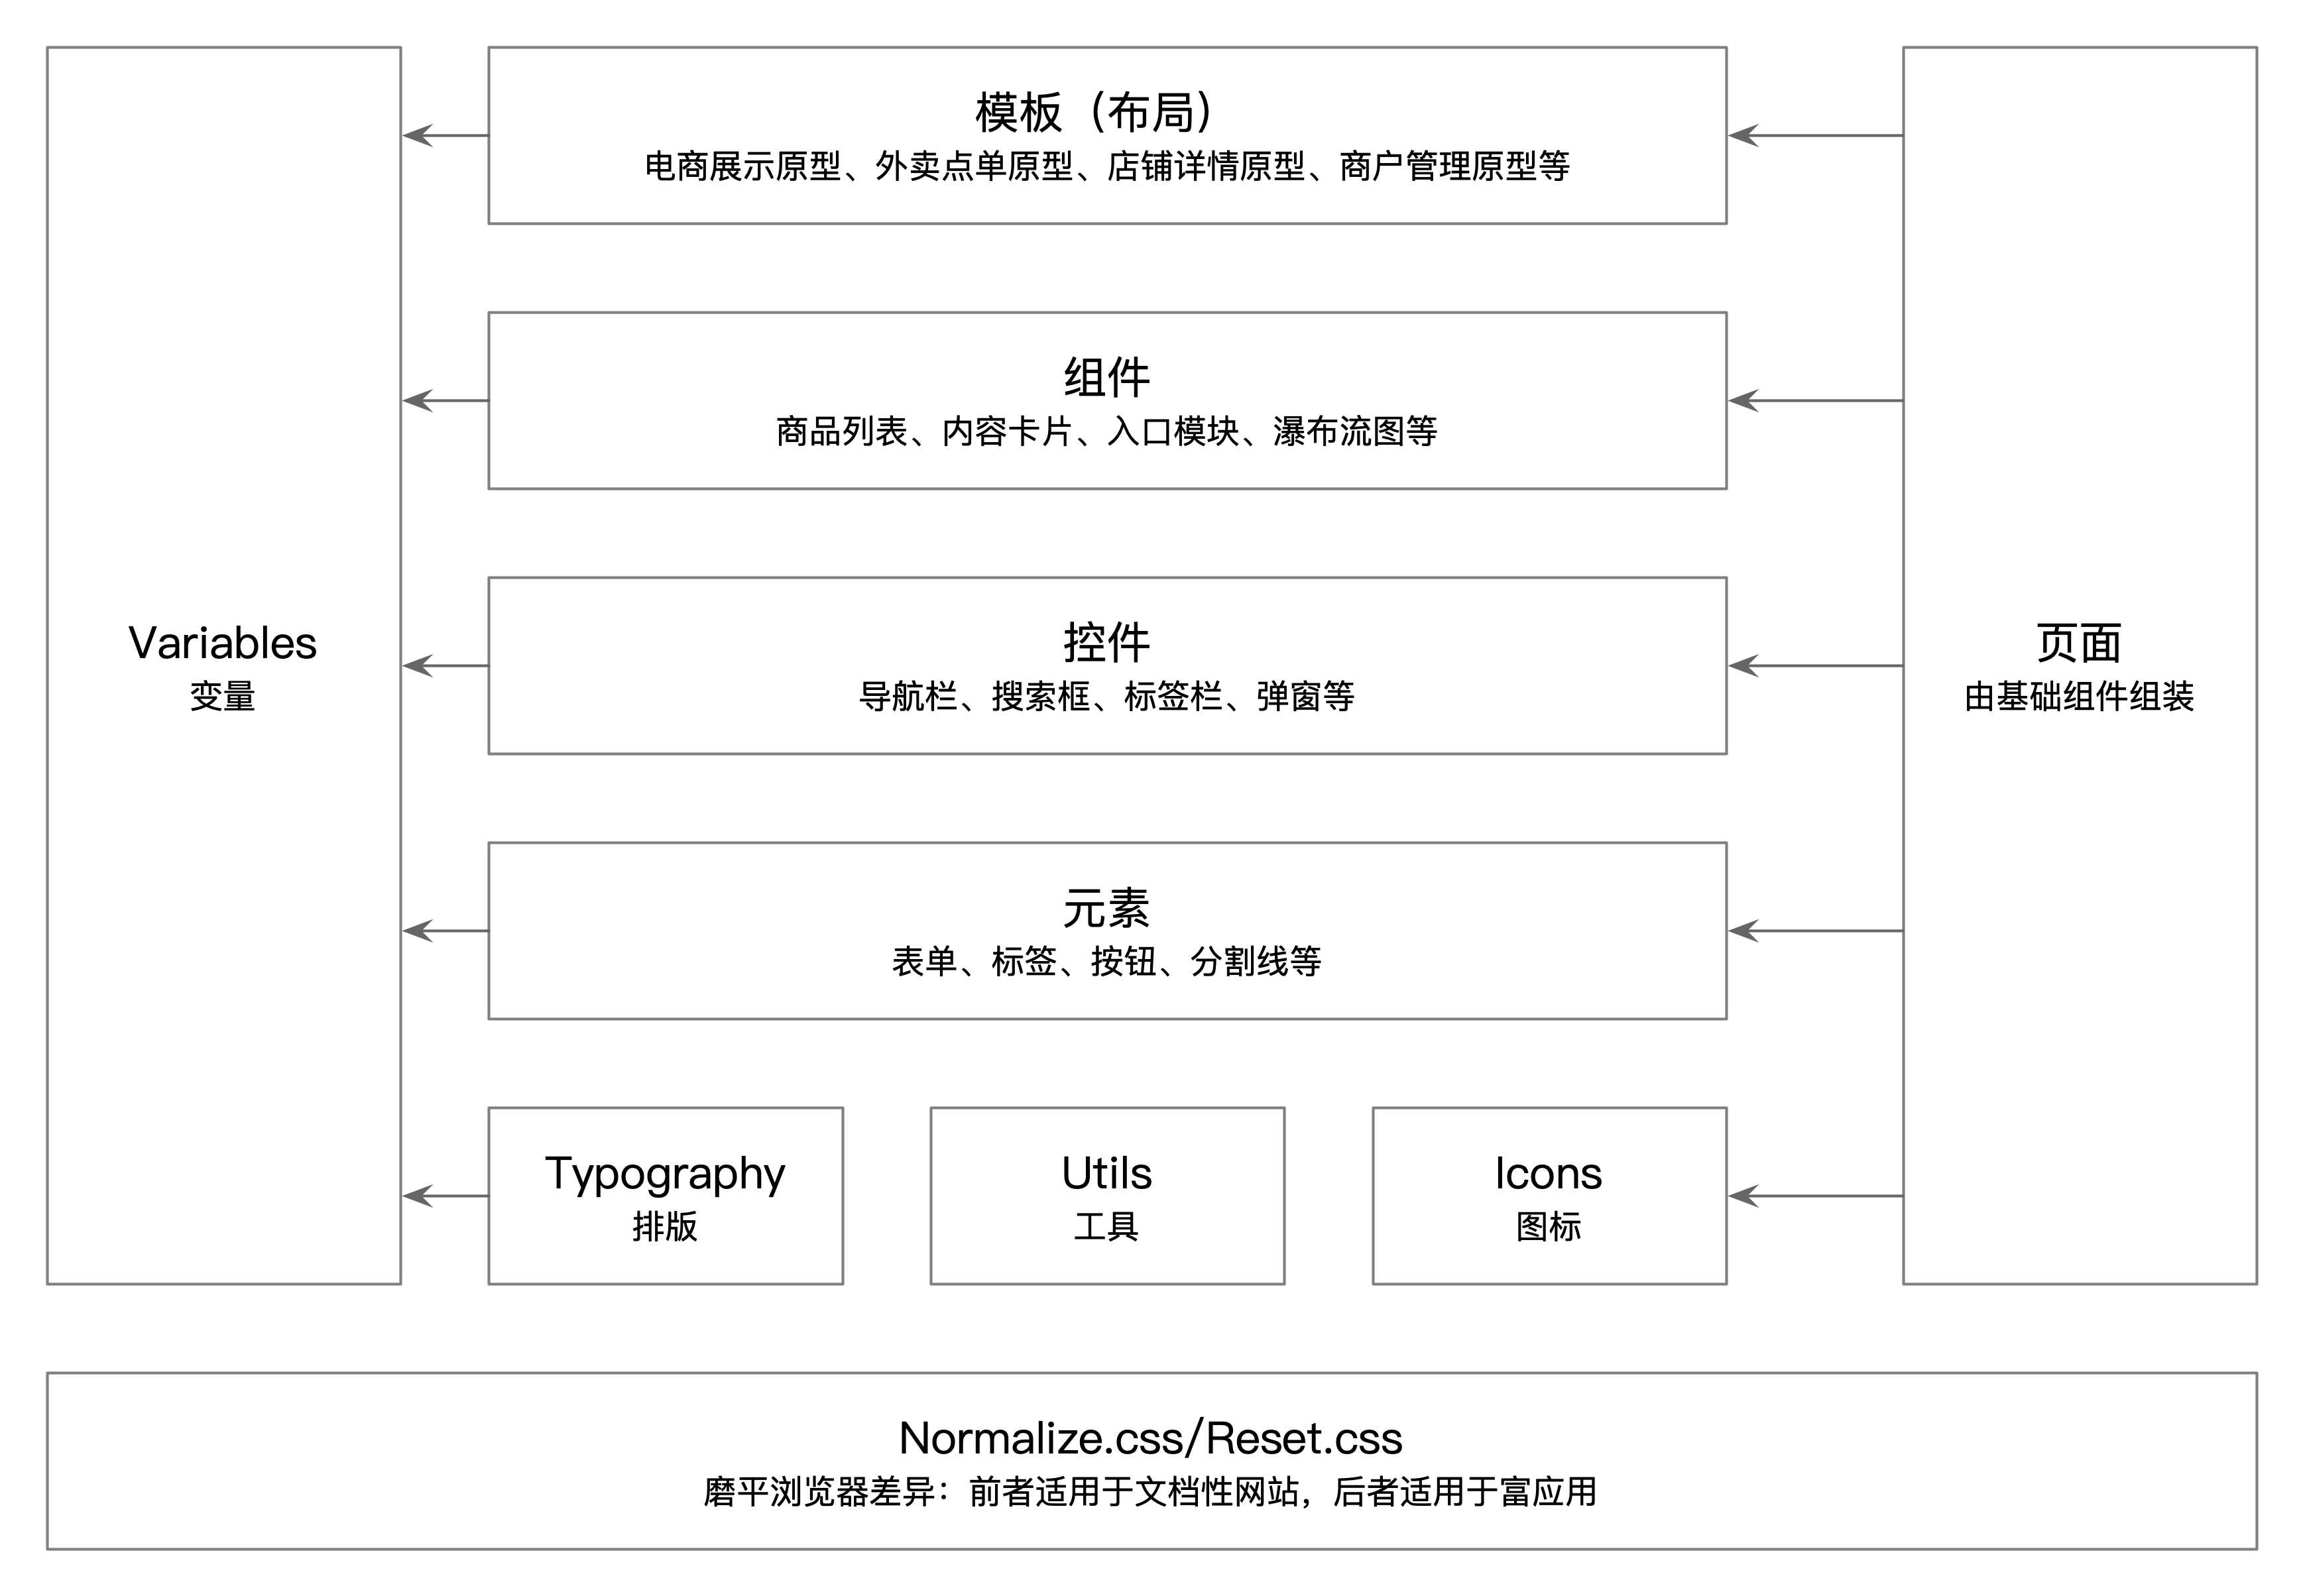 模板（布局）
电商展示原型、外卖点单原型、店铺详情原型、商户管理原型等
组件
商品列表、内容卡片、入口模块、瀑布流图等
Variables
变量
控件
导航栏、搜索框、标签栏、弹窗等
页面
由基础组件组装
元素
表单、标签、按钮、分割线等
Typography
排版
Utils
工具
Icons
图标
Normalize.css/Reset.css
磨平浏览器差异：前者适用于文档性网站，后者适用于富应用